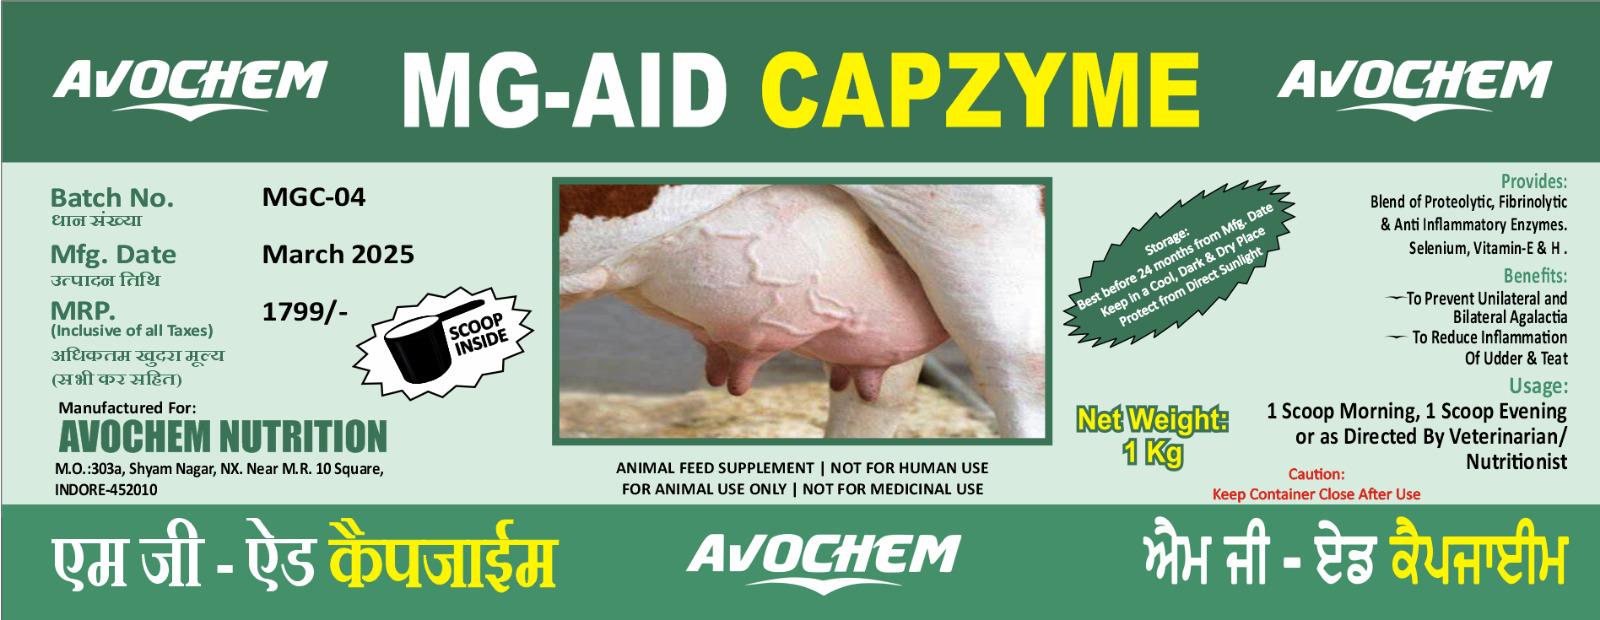 AVOCHEM
MG-AID CAPZYME
AVOCHEM
Batch No. MGC-04
धान संख्या
Mfg. Date March 2025
उत्पादन तिथि
MRP. 1799/-
(Inclusive of all Taxes)
अधिकतम खुदरा मूल्य
(सभी कर सहित)
SCOOP
INSIDE
Manufactured For:
AVOCHEM NUTRITION
M.O.:303a, Shyam Nagar, NX. Near M.R. 10 Square,
INDORE-452010
ANIMAL FEED SUPPLEMENT | NOT FOR HUMAN USE
FOR ANIMAL USE ONLY | NOT FOR MEDICINAL USE
Storage:
Best before 24 months from Mfg. Date
Keep in a Cool, Dark & Dry Place
Protect from Direct Sunlight
Net Weight:
1 Kg
Provides:
Blend of Proteolytic, Fibrinolytic
& Anti Inflammatory Enzymes.
Selenium, Vitamin-E & H .
Benefits:
To Prevent Unilateral and
Bilateral Agalactia
To Reduce Inflammation
Of Udder & Teat
Usage:
1 Scoop Morning, 1 Scoop Evening
or as Directed By Veterinarian/
Nutritionist
Caution:
Keep Container Close After Use
एम जी - ऐड कैपजाईम
AVOCHEM
ਐਮ ਜੀ - ਏਡ ਕੈਪਜਾਈਮ